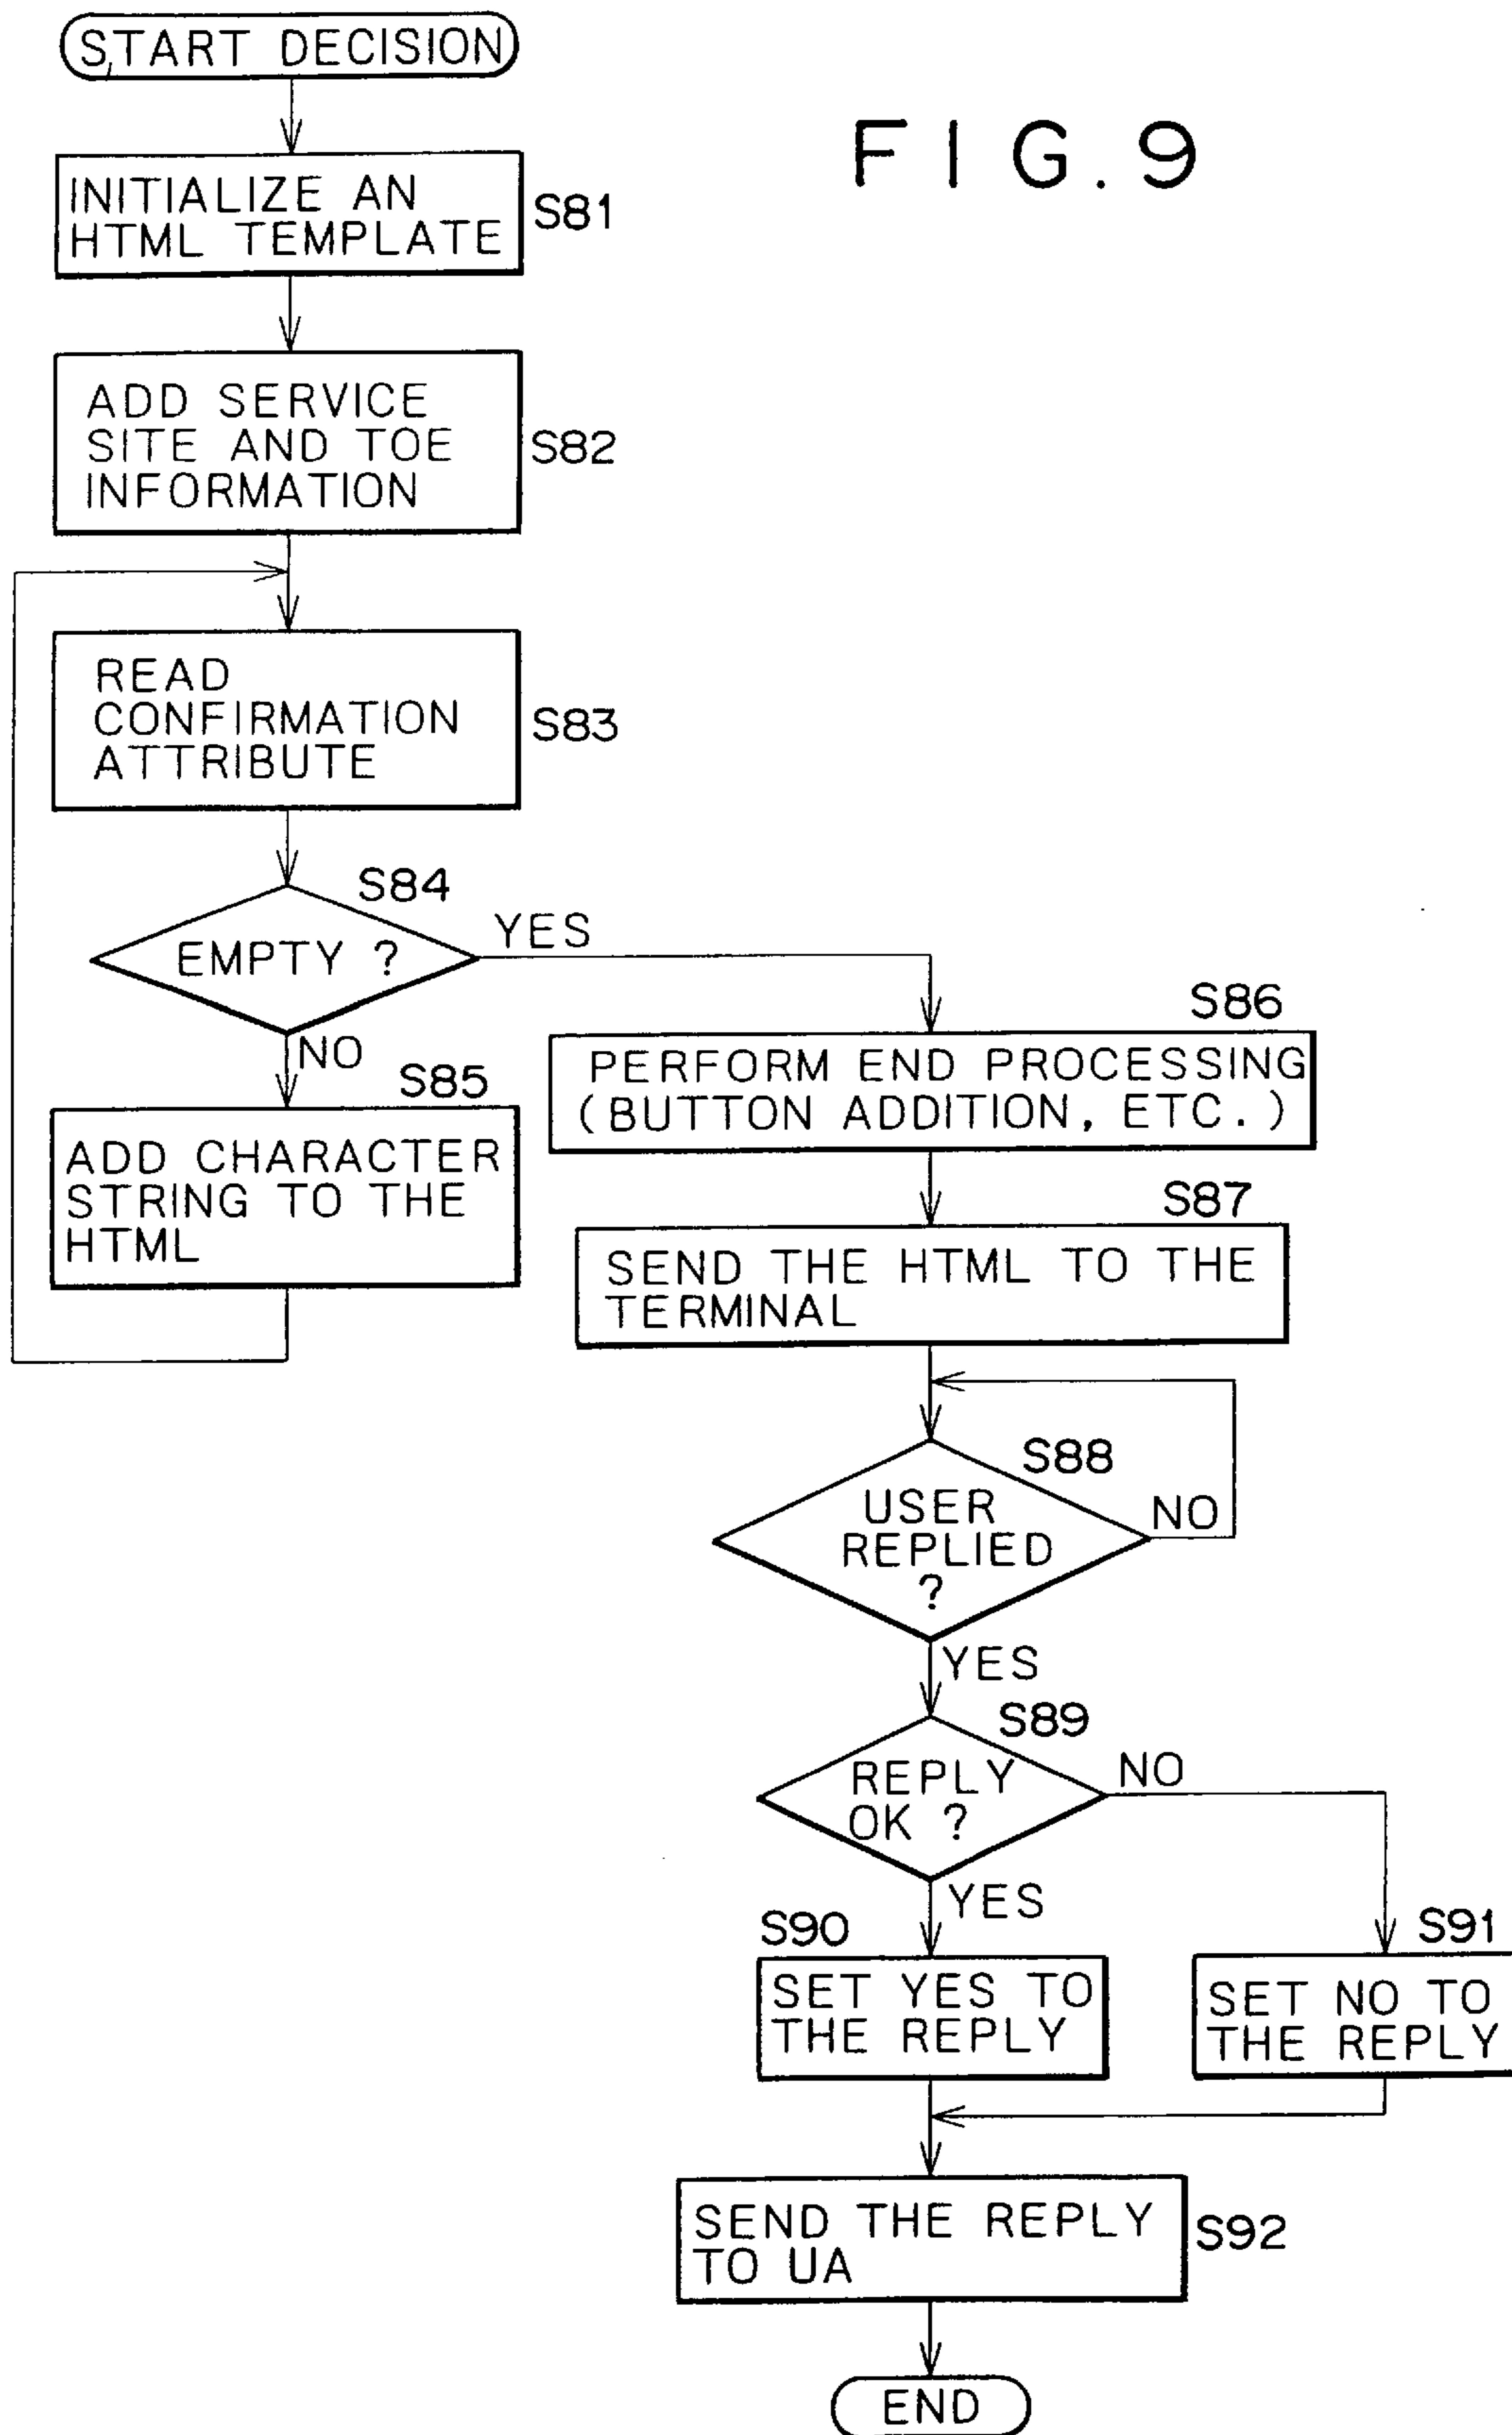 START DECISION
FIG.9
INITIALIZE AN
HTML TEMPLATE
S81
ADD SERVICE
SITE AND TOE
INFORMATION
S82
READ
CONFIRMATION
ATTRIBUTE
S83
S84
EMPTY ?
YES
NO
S85
ADD CHARACTER
STRING TO THE
HTML
S86
PERFORM END PROCESSING
(BUTTON ADDITION, ETC.)
S87
SEND THE HTML TO THE
TERMINAL
S88
USER
REPLIED
?
NO
YES
S89
REPLY
OK ?
NO
YES
S90
SET YES TO
THE REPLY
S91
SET NO TO
THE REPLY
SEND THE REPLY
TO UA
S92
END